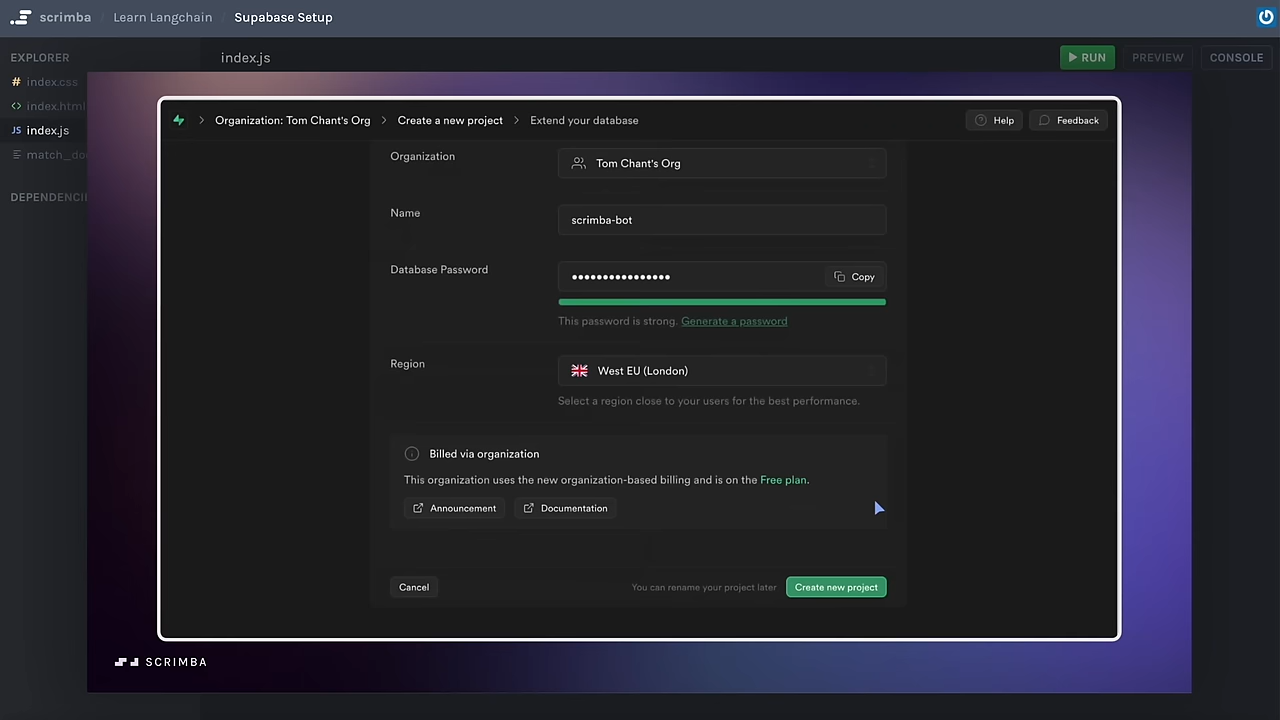 scrimba / Learn Langchain / Supabase Setup
EXPLORER
index.js
RUN
PREVIEW
CONSOLE
# index.css
<> index.html
JS index.js
match_do
DEPENDENCI
Organization: Tom Chant's Org > Create a new project > Extend your database
Help
Feedback
Organization
Tom Chant's Org
Name
scrimba-bot
Database Password
••••••••••••••••
Copy
This password is strong. Generate a password
Region
West EU (London)
Select a region close to your users for the best performance.
Billed via organization
This organization uses the new organization-based billing and is on the Free plan.
Announcement
Documentation
Cancel
You can rename your project later
Create new project
SCRIMBA